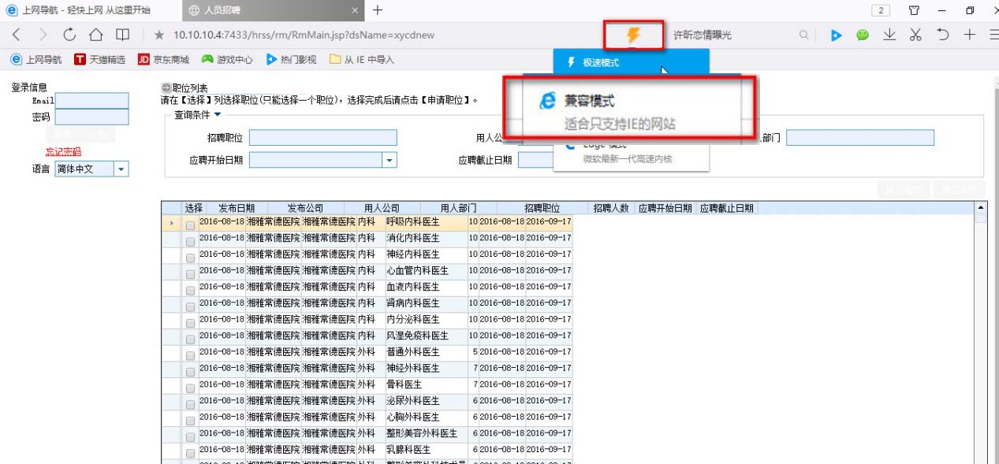 上网导航 - 轻快上网 从这里开始
人员招聘
2
10.10.10.4:7433/hrss/rm/RmMain.jsp?dsName=xycdnew
许昕恋情曝光
上网导航 天猫精选 京东商城 游戏中心 热门影视 从 IE 中导入
极速模式
兼容模式
适合只支持IE的网站
Edge 模式
微软最新一代高速内核
登录信息
Email
密码
忘记密码
语言 简体中文
职位列表
请在【选择】列选择职位(只能选择一个职位), 选择完成后请点击【申请职位】。
查询条件
招聘职位 用人公 部门
应聘开始日期 应聘截止日期
选择 发布日期 发布公司 用人公司 用人部门 招聘职位 招聘人数 应聘开始日期 应聘截止日期
2016-08-18 湘雅常德医院 湘雅常德医院 内科 呼吸内科医生 10 2016-08-18 2016-09-17
2016-08-18 湘雅常德医院 湘雅常德医院 内科 消化内科医生 10 2016-08-18 2016-09-17
2016-08-18 湘雅常德医院 湘雅常德医院 内科 神经内科医生 10 2016-08-18 2016-09-17
2016-08-18 湘雅常德医院 湘雅常德医院 内科 心血管内科医生 10 2016-08-18 2016-09-17
2016-08-18 湘雅常德医院 湘雅常德医院 内科 血液内科医生 10 2016-08-18 2016-09-17
2016-08-18 湘雅常德医院 湘雅常德医院 内科 肾病内科医生 10 2016-08-18 2016-09-17
2016-08-18 湘雅常德医院 湘雅常德医院 内科 内分泌科医生 10 2016-08-18 2016-09-17
2016-08-18 湘雅常德医院 湘雅常德医院 内科 风湿免疫科医生 10 2016-08-18 2016-09-17
2016-08-18 湘雅常德医院 湘雅常德医院 外科 普通外科医生 5 2016-08-18 2016-09-17
2016-08-18 湘雅常德医院 湘雅常德医院 外科 神经外科医生 7 2016-08-18 2016-09-17
2016-08-18 湘雅常德医院 湘雅常德医院 外科 骨科医生 7 2016-08-18 2016-09-17
2016-08-18 湘雅常德医院 湘雅常德医院 外科 泌尿外科医生 6 2016-08-18 2016-09-17
2016-08-18 湘雅常德医院 湘雅常德医院 外科 心胸外科医生 6 2016-08-18 2016-09-17
2016-08-18 湘雅常德医院 湘雅常德医院 外科 整形美容外科医生 6 2016-08-18 2016-09-17
2016-08-18 湘雅常德医院 湘雅常德医院 外科 乳腺科医生 6 2016-08-18 2016-09-17